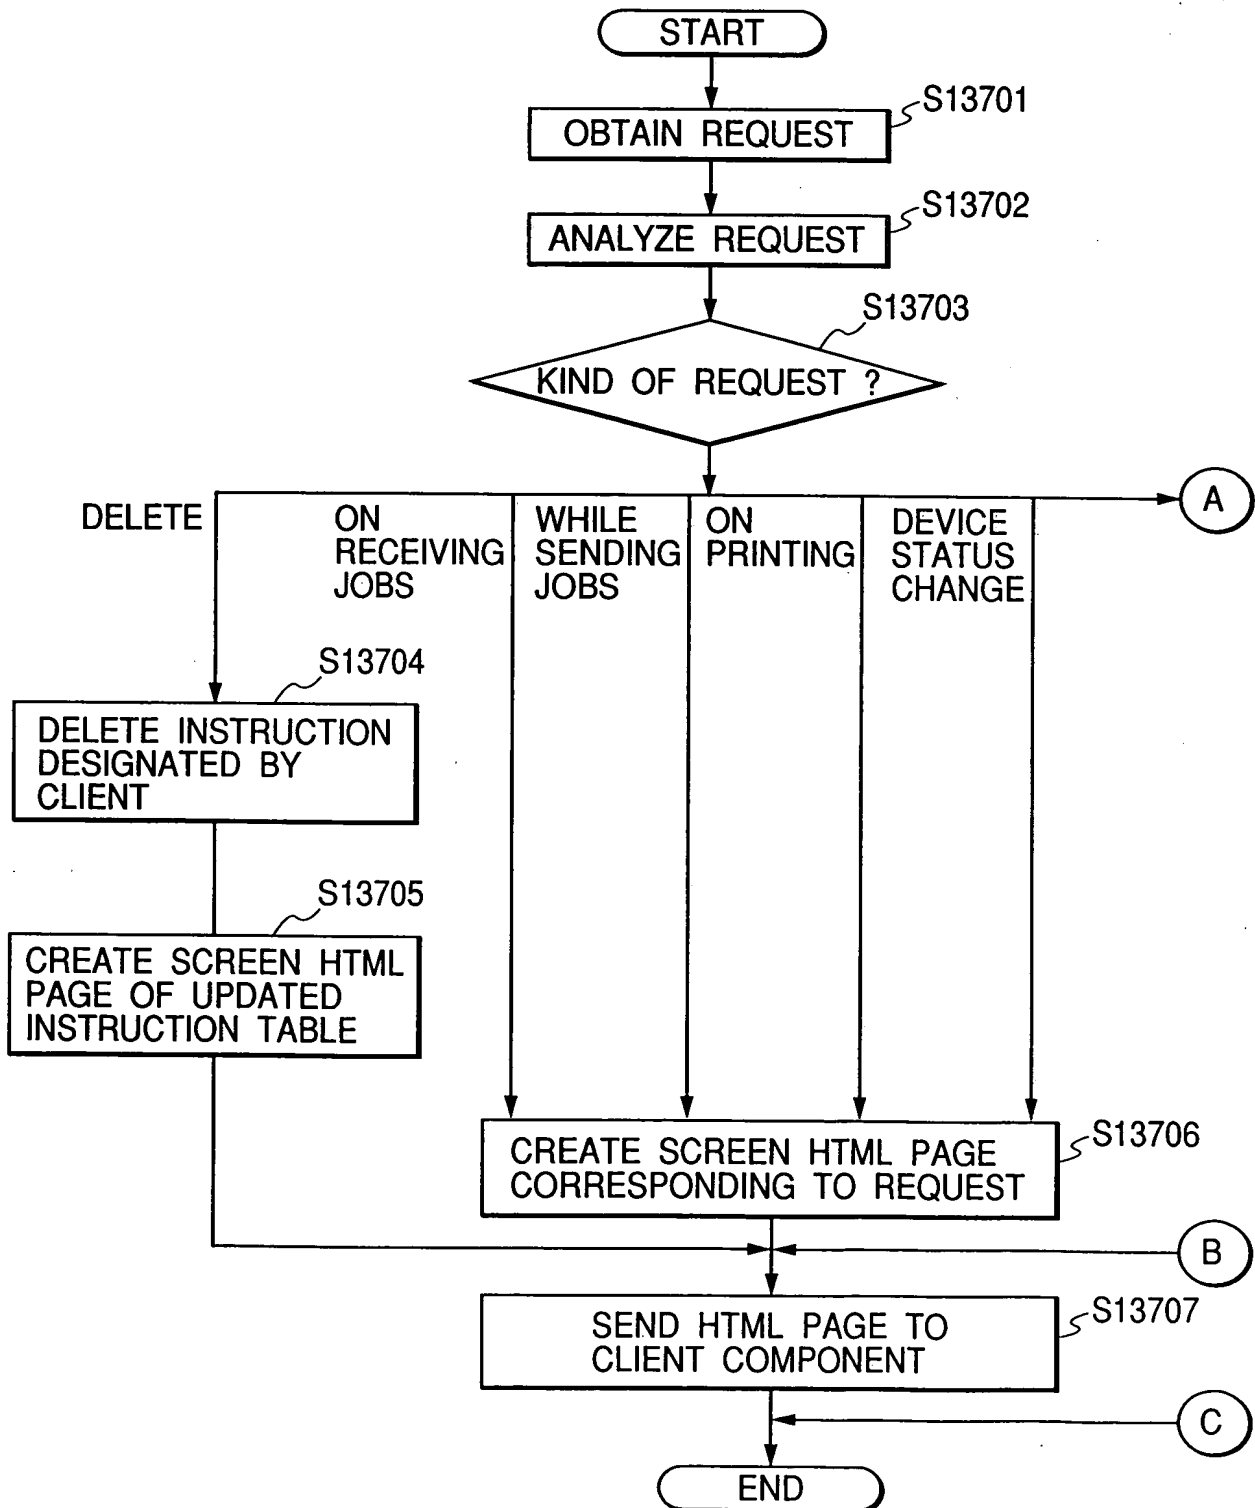 START
S13701
OBTAIN REQUEST
S13702
ANALYZE REQUEST
S13703
KIND OF REQUEST ?
A
DELETE
ON
RECEIVING
JOBS
WHILE
SENDING
JOBS
ON
PRINTING
DEVICE
STATUS
CHANGE
S13704
DELETE INSTRUCTION
DESIGNATED BY
CLIENT
S13705
CREATE SCREEN HTML
PAGE OF UPDATED
INSTRUCTION TABLE
S13706
CREATE SCREEN HTML PAGE
CORRESPONDING TO REQUEST
B
S13707
SEND HTML PAGE TO
CLIENT COMPONENT
C
END